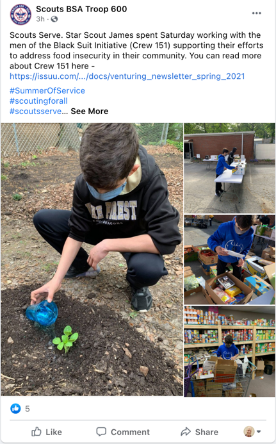 Scouts BSA Troop 600
3h ·
Scouts Serve. Star Scout James spent Saturday working with the
men of the Black Suit Initiative (Crew 151) supporting their efforts
to address food insecurity in their community. You can read more
about Crew 151 here -
https://issuu.com/.../docs/venturing_newsletter_spring_2021
#SummerOfService
#scoutingforall
#scoutsserve... See More
5
Like
Comment
Share